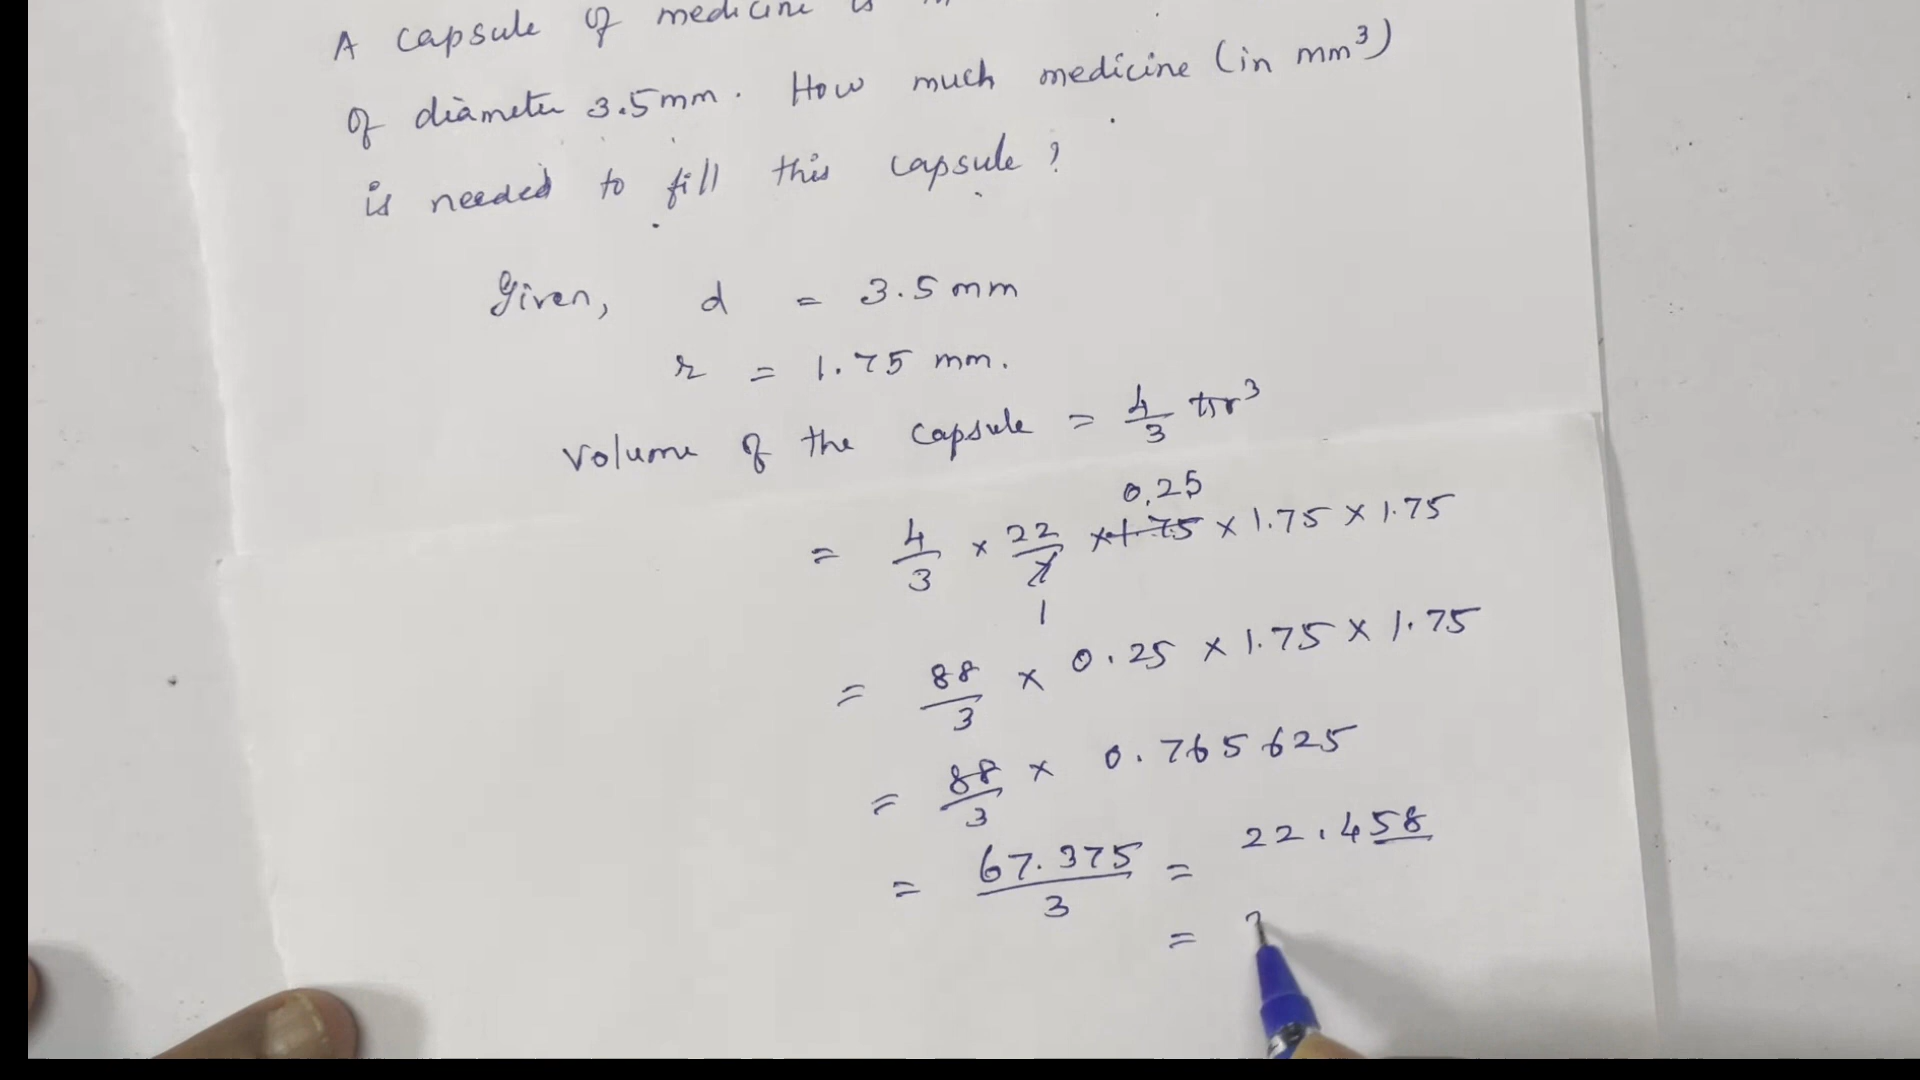 A capsule of medicine is
of diameter 3.5mm. How much medicine (in mm³)
is needed to fill this capsule?
Given, d = 3.5 mm
r = 1.75 mm.
Volume of the capsule = 4/3 πr³
0.25
= 4/3 × 22/7 × 1.75 × 1.75 × 1.75
1
= 88/3 × 0.25 × 1.75 × 1.75
= 88/3 × 0.765625
= 67.375/3 = 22.458
=